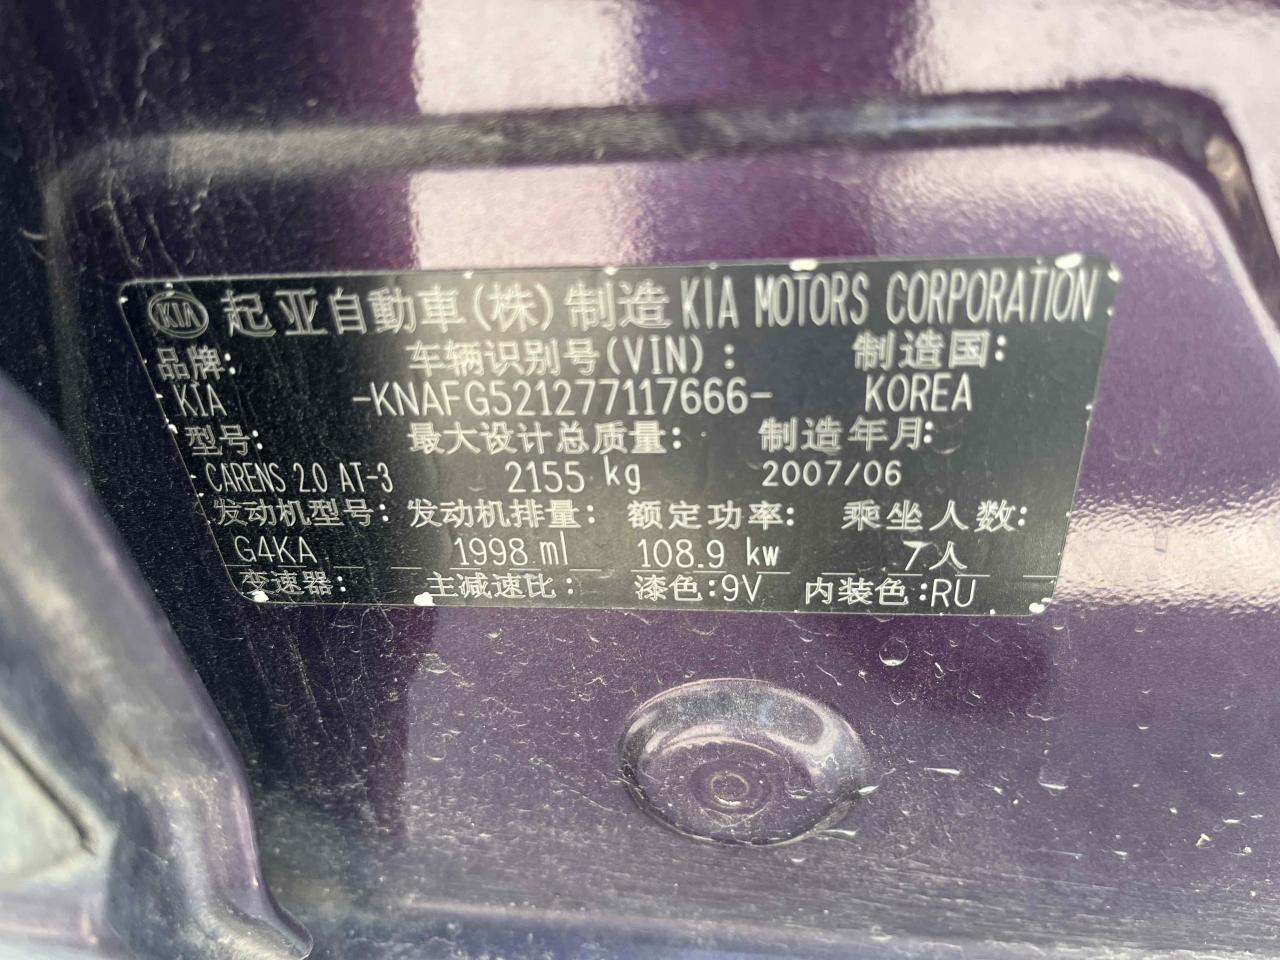 KIA 起亚自動車(株)制造 KIA MOTORS CORPORATION
品牌: 车辆识别号(VIN): 制造国:
KIA -KNAFG521277117666- KOREA
型号: 最大设计总质量: 制造年月:
CARENS 2.0 AT-3 2155 kg 2007/06
发动机型号: 发动机排量: 额定功率: 乘坐人数:
G4KA 1998 ml 108.9 kw 7人
变速器: 主减速比: 漆色:9V 内装色:RU